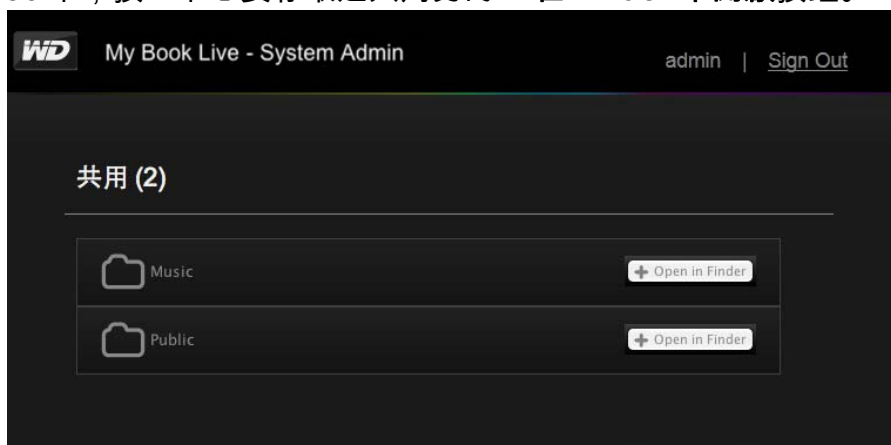 WD My Book Live - System Admin
admin | Sign Out
共用 (2)
Music
Open in Finder
Public
Open in Finder